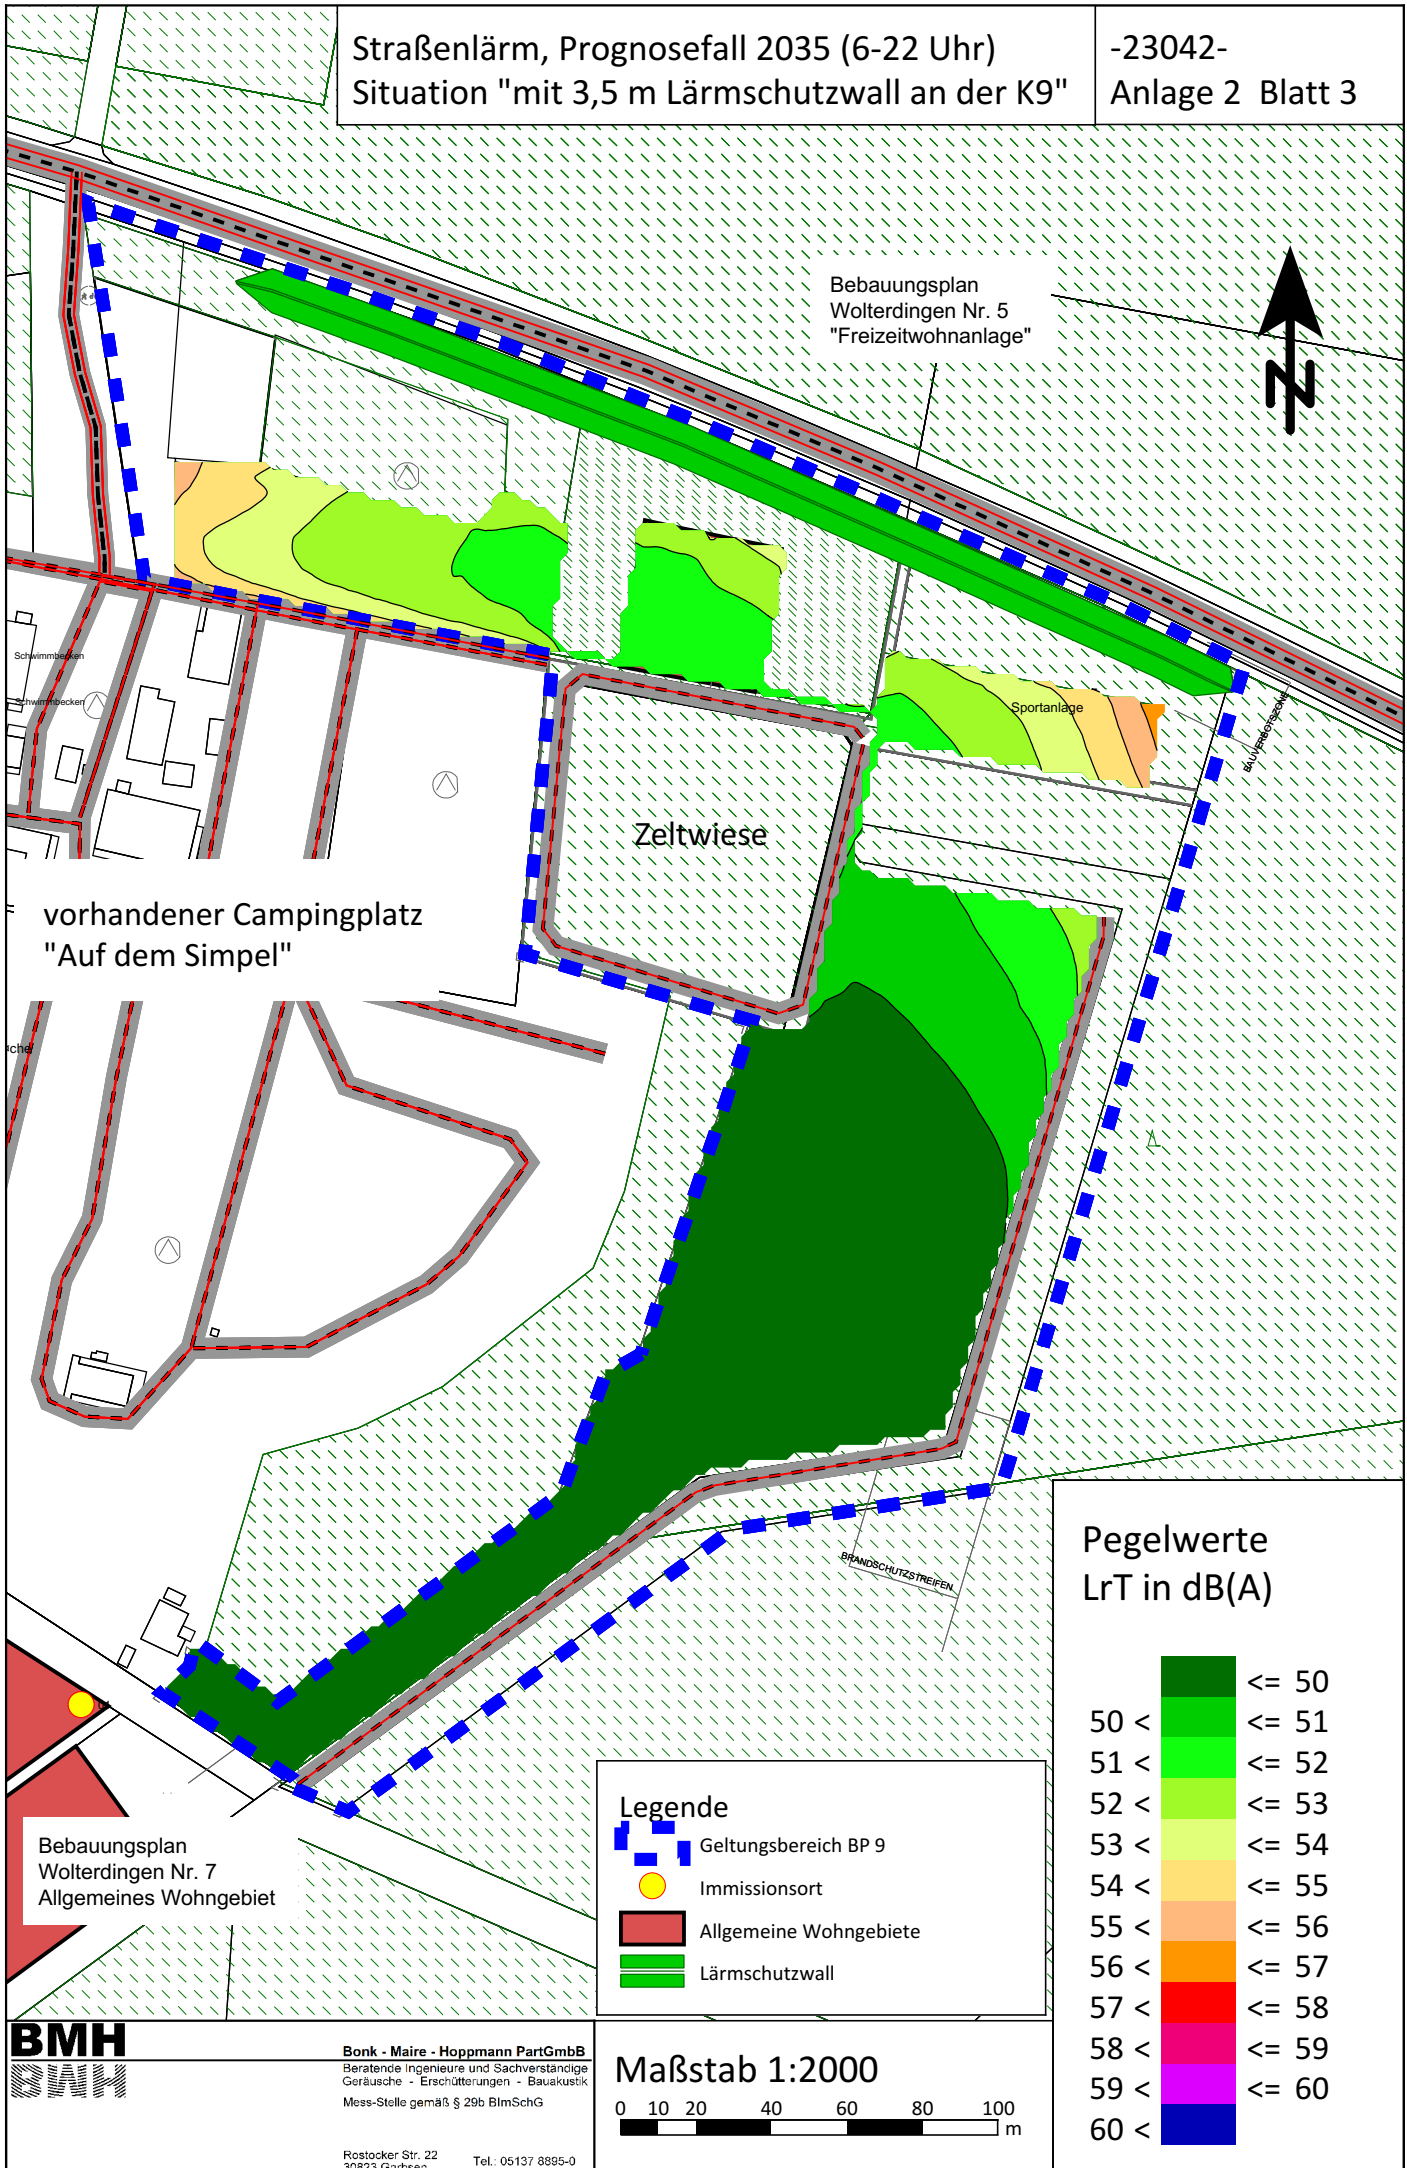 Straßenlärm, Prognosefall 2035 (6-22 Uhr)
Situation "mit 3,5 m Lärmschutzwall an der K9"
-23042-
Anlage 2 Blatt 3
Bebauungsplan
Wolterdingen Nr. 5
"Freizeitwohnanlage"
N
Schwimmbecken
Schwimmbecken
Sportanlage
BAUVERBOTSZONE
Zeltwiese
vorhandener Campingplatz
"Auf dem Simpel"
BRANDSCHUTZSTREIFEN
Bebauungsplan
Wolterdingen Nr. 7
Allgemeines Wohngebiet
Legende
Geltungsbereich BP 9
Immissionsort
Allgemeine Wohngebiete
Lärmschutzwall
Pegelwerte
LrT in dB(A)
<= 50
50 < <= 51
51 < <= 52
52 < <= 53
53 < <= 54
54 < <= 55
55 < <= 56
56 < <= 57
57 < <= 58
58 < <= 59
59 < <= 60
60 <
BMH
BMH
Bonk - Maire - Hoppmann PartGmbB
Beratende Ingenieure und Sachverständige
Geräusche - Erschütterungen - Bauakustik
Mess-Stelle gemäß § 29b BImSchG
Rostocker Str. 22
30823 Garbsen
Tel.: 05137 8895-0
Maßstab 1:2000
0 10 20 40 60 80 100
m